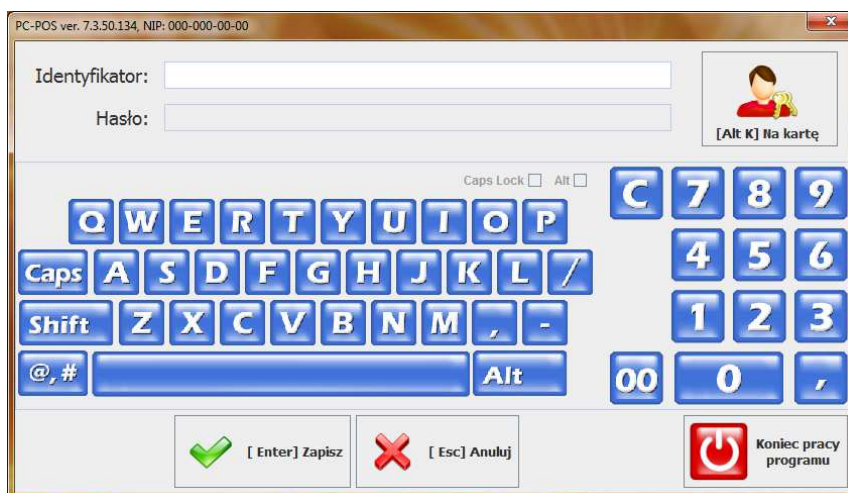 PC-POS ver. 7.3.50.134, NIP: 000-000-00-00
x
Identyfikator:
Hasło:
[Alt K] Na kartę
Caps Lock Alt
C 7 8 9
Q W E R T Y U I O P
4 5 6
Caps A S D F G H J K L /
1 2 3
Shift Z X C V B N M , -
@,# Alt
00 0 ,
[ Enter] Zapisz
[ Esc] Anuluj
Koniec pracy
programu